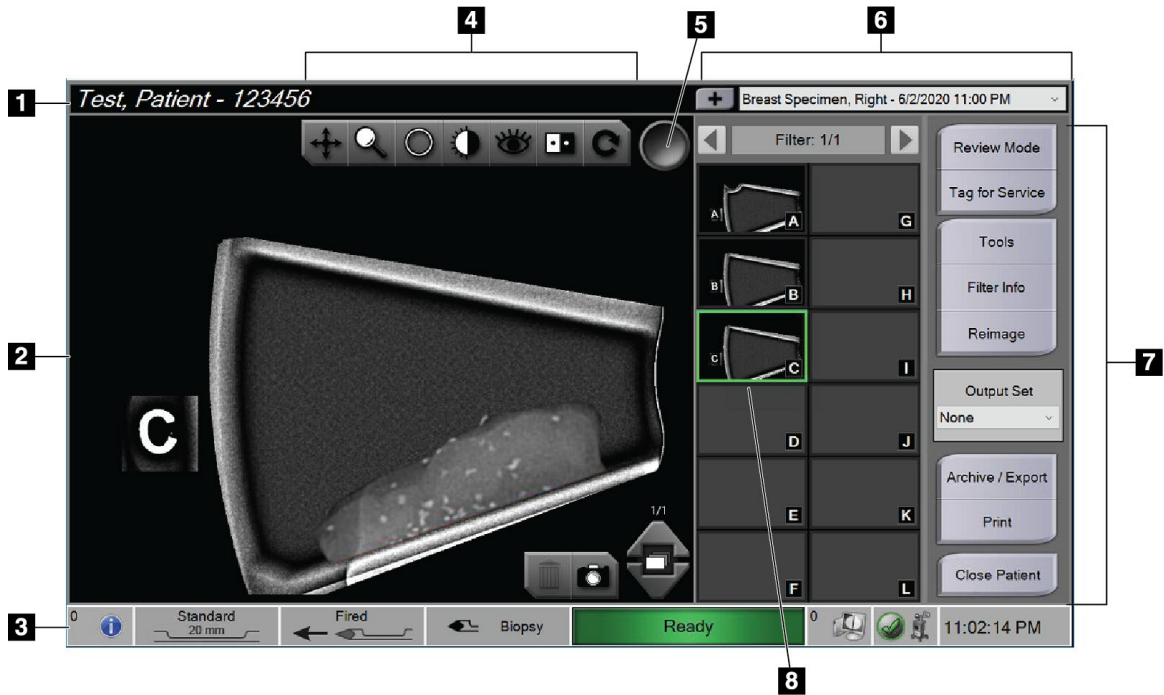 4
5
6
1
Test, Patient - 123456
Breast Specimen, Right - 6/2/2020 11:00 PM
Filter: 1/1
Review Mode
Tag for Service
A
A
G
Tools
B
B
H
Filter Info
2
C
C
I
Reimage
7
C
Output Set
None
D
J
Archive / Export
1/1
E
K
Print
F
L
Close Patient
3
0
Standard
20 mm
Fired
Biopsy
Ready
0
11:02:14 PM
8